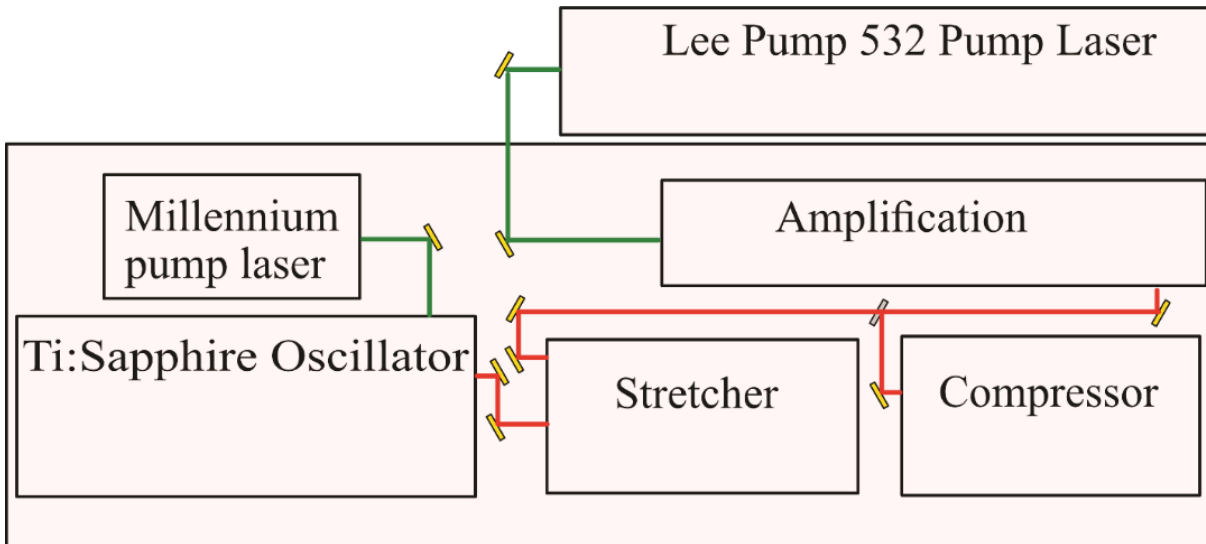 Lee Pump 532 Pump Laser
Millennium
pump laser
Amplification
Ti:Sapphire Oscillator
Stretcher
Compressor